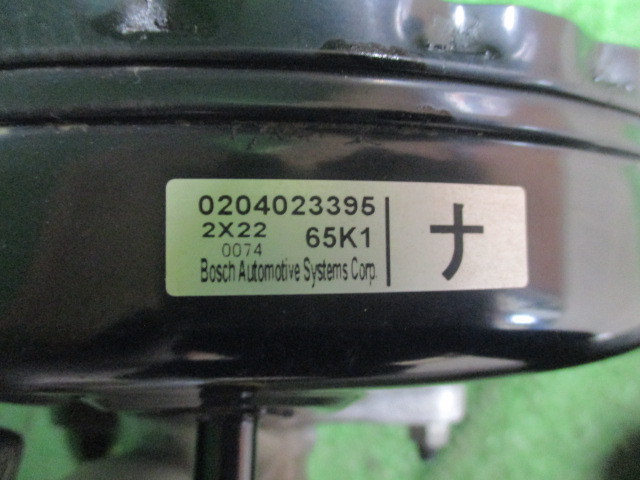 0204023395
2X22 65K1
0074
Bosch Automotive Systems Corp.
ナ